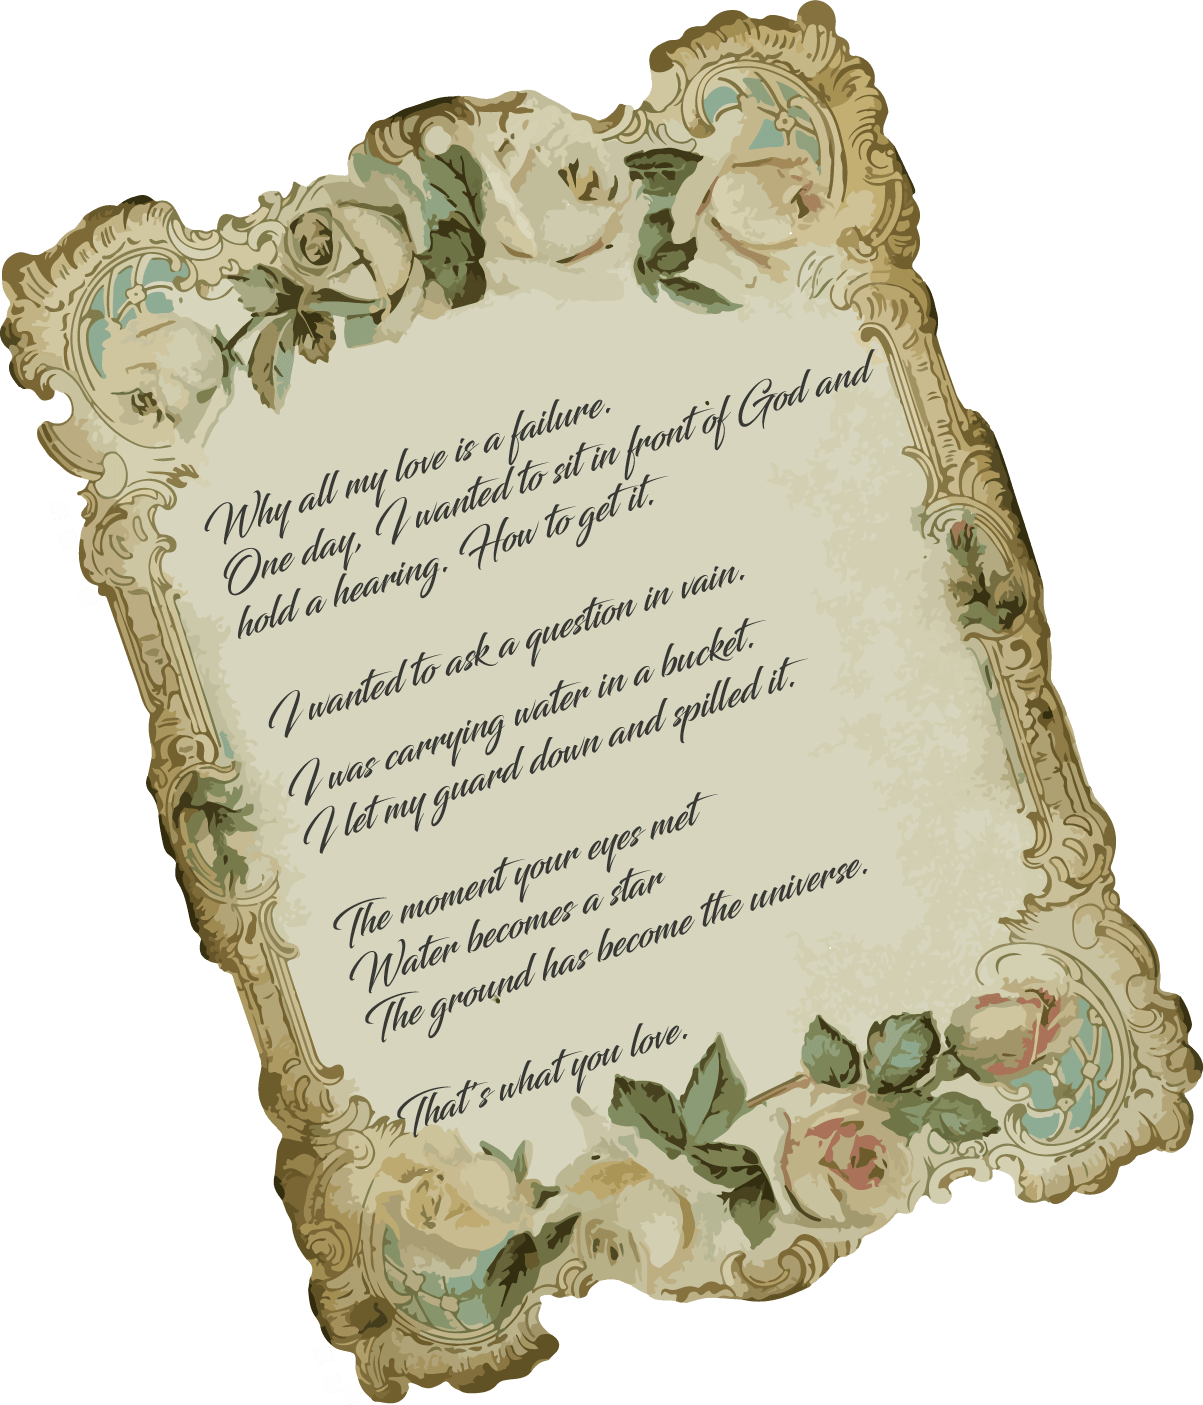 Why all my love is a failure.
One day, I wanted to sit in front of God and
hold a hearing. How to get it.
I wanted to ask a question in vain.
I was carrying water in a bucket.
I let my guard down and spilled it.
The moment your eyes met
Water becomes a star
The ground has become the universe.
That's what you love.